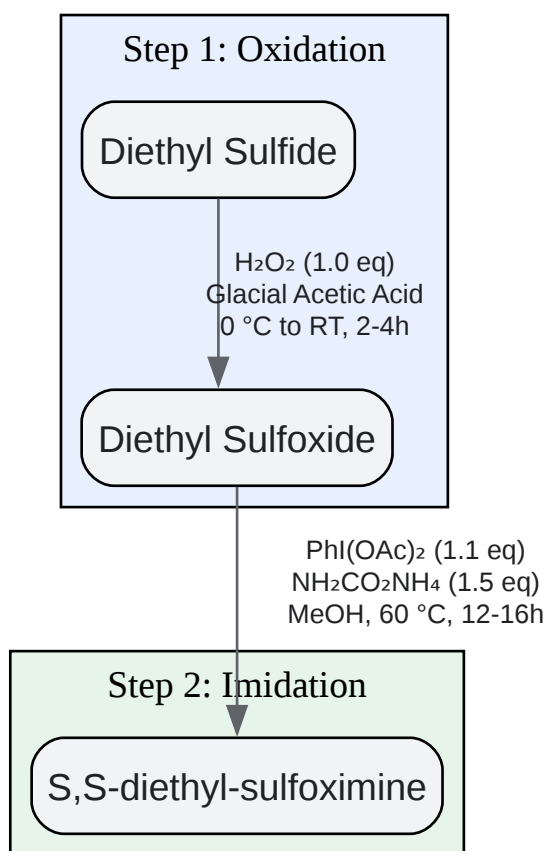 Step 1: Oxidation
Diethyl Sulfide
H₂O₂ (1.0 eq)
Glacial Acetic Acid
0 °C to RT, 2-4h
Diethyl Sulfoxide
PhI(OAc)₂ (1.1 eq)
NH₂CO₂NH₄ (1.5 eq)
MeOH, 60 °C, 12-16h
Step 2: Imidation
S,S-diethyl-sulfoximine